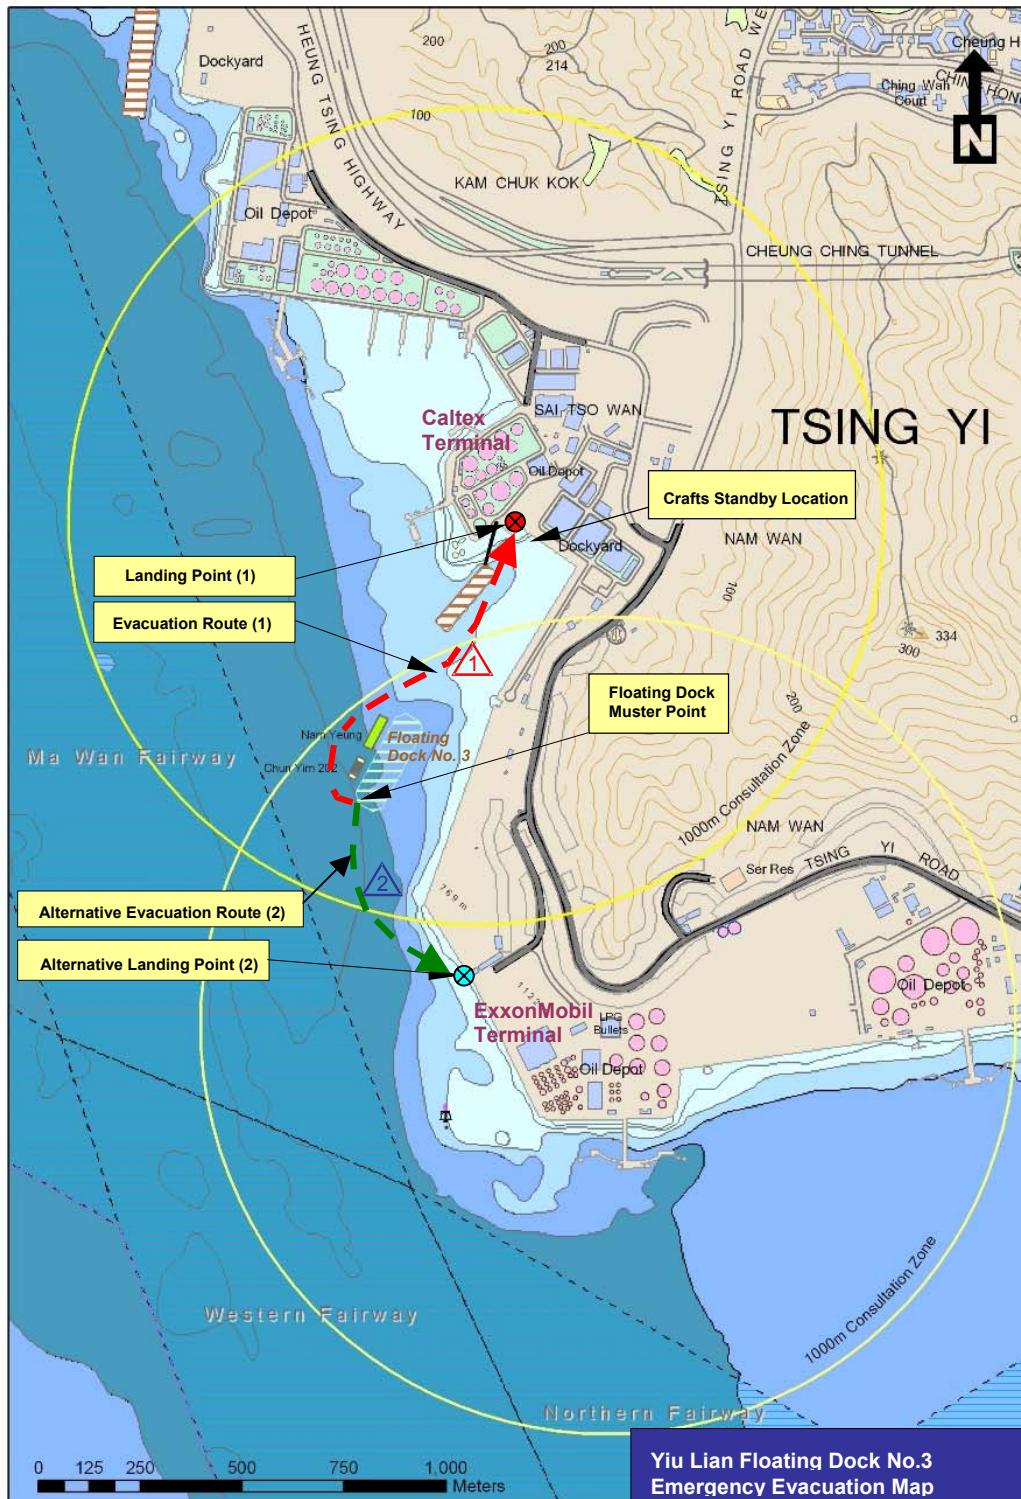 Dockyard
HEUNG TSING HIGHWAY
200
200
214
100
TSING YI ROAD WE
Cheung H
Ching Wah
Court
CHING HONG
N
KAM CHUK KOK
Oil Depot
CHEUNG CHING TUNNEL
TSING YI
Caltex
Terminal
SAI TSO WAN
Oil Depot
Crafts Standby Location
Dockyard
NAM WAN
Landing Point (1)
Evacuation Route (1)
100
334
300
1
Floating Dock
Muster Point
200
Nam Yeung
Floating
Dock No. 3
Chun Yim 202
Ma Wan Fairway
1000m Consultation Zone
NAM WAN
Ser Res
TSING YI ROAD
769m
2
Alternative Evacuation Route (2)
Alternative Landing Point (2)
ExxonMobil
Terminal
LPG
Bullets
Oil Depot
Oil Depot
1000m Consultation Zone
Western Fairway
Northern Fairway
0 125 250 500 750 1,000
Meters
Yiu Lian Floating Dock No.3
Emergency Evacuation Map